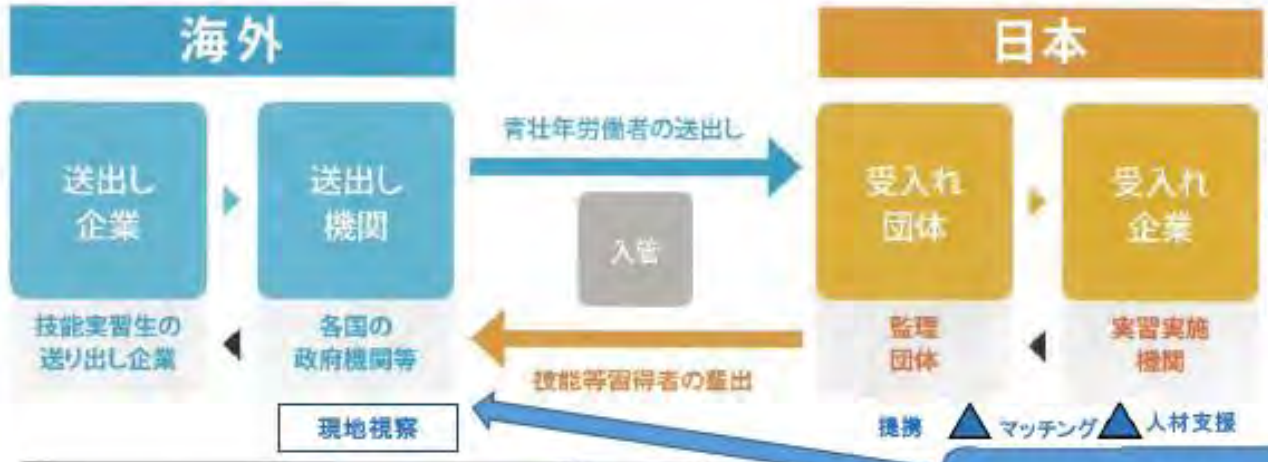 海外
日本
送出し
企業
送出し
機関
青壮年労働者の送出し
入管
受入れ
団体
受入れ
企業
技能実習生の
送り出し企業
各国の
政府機関等
技能等習得者の輩出
監理
団体
実習実施
機関
現地視察
提携
マッチング
人材支援